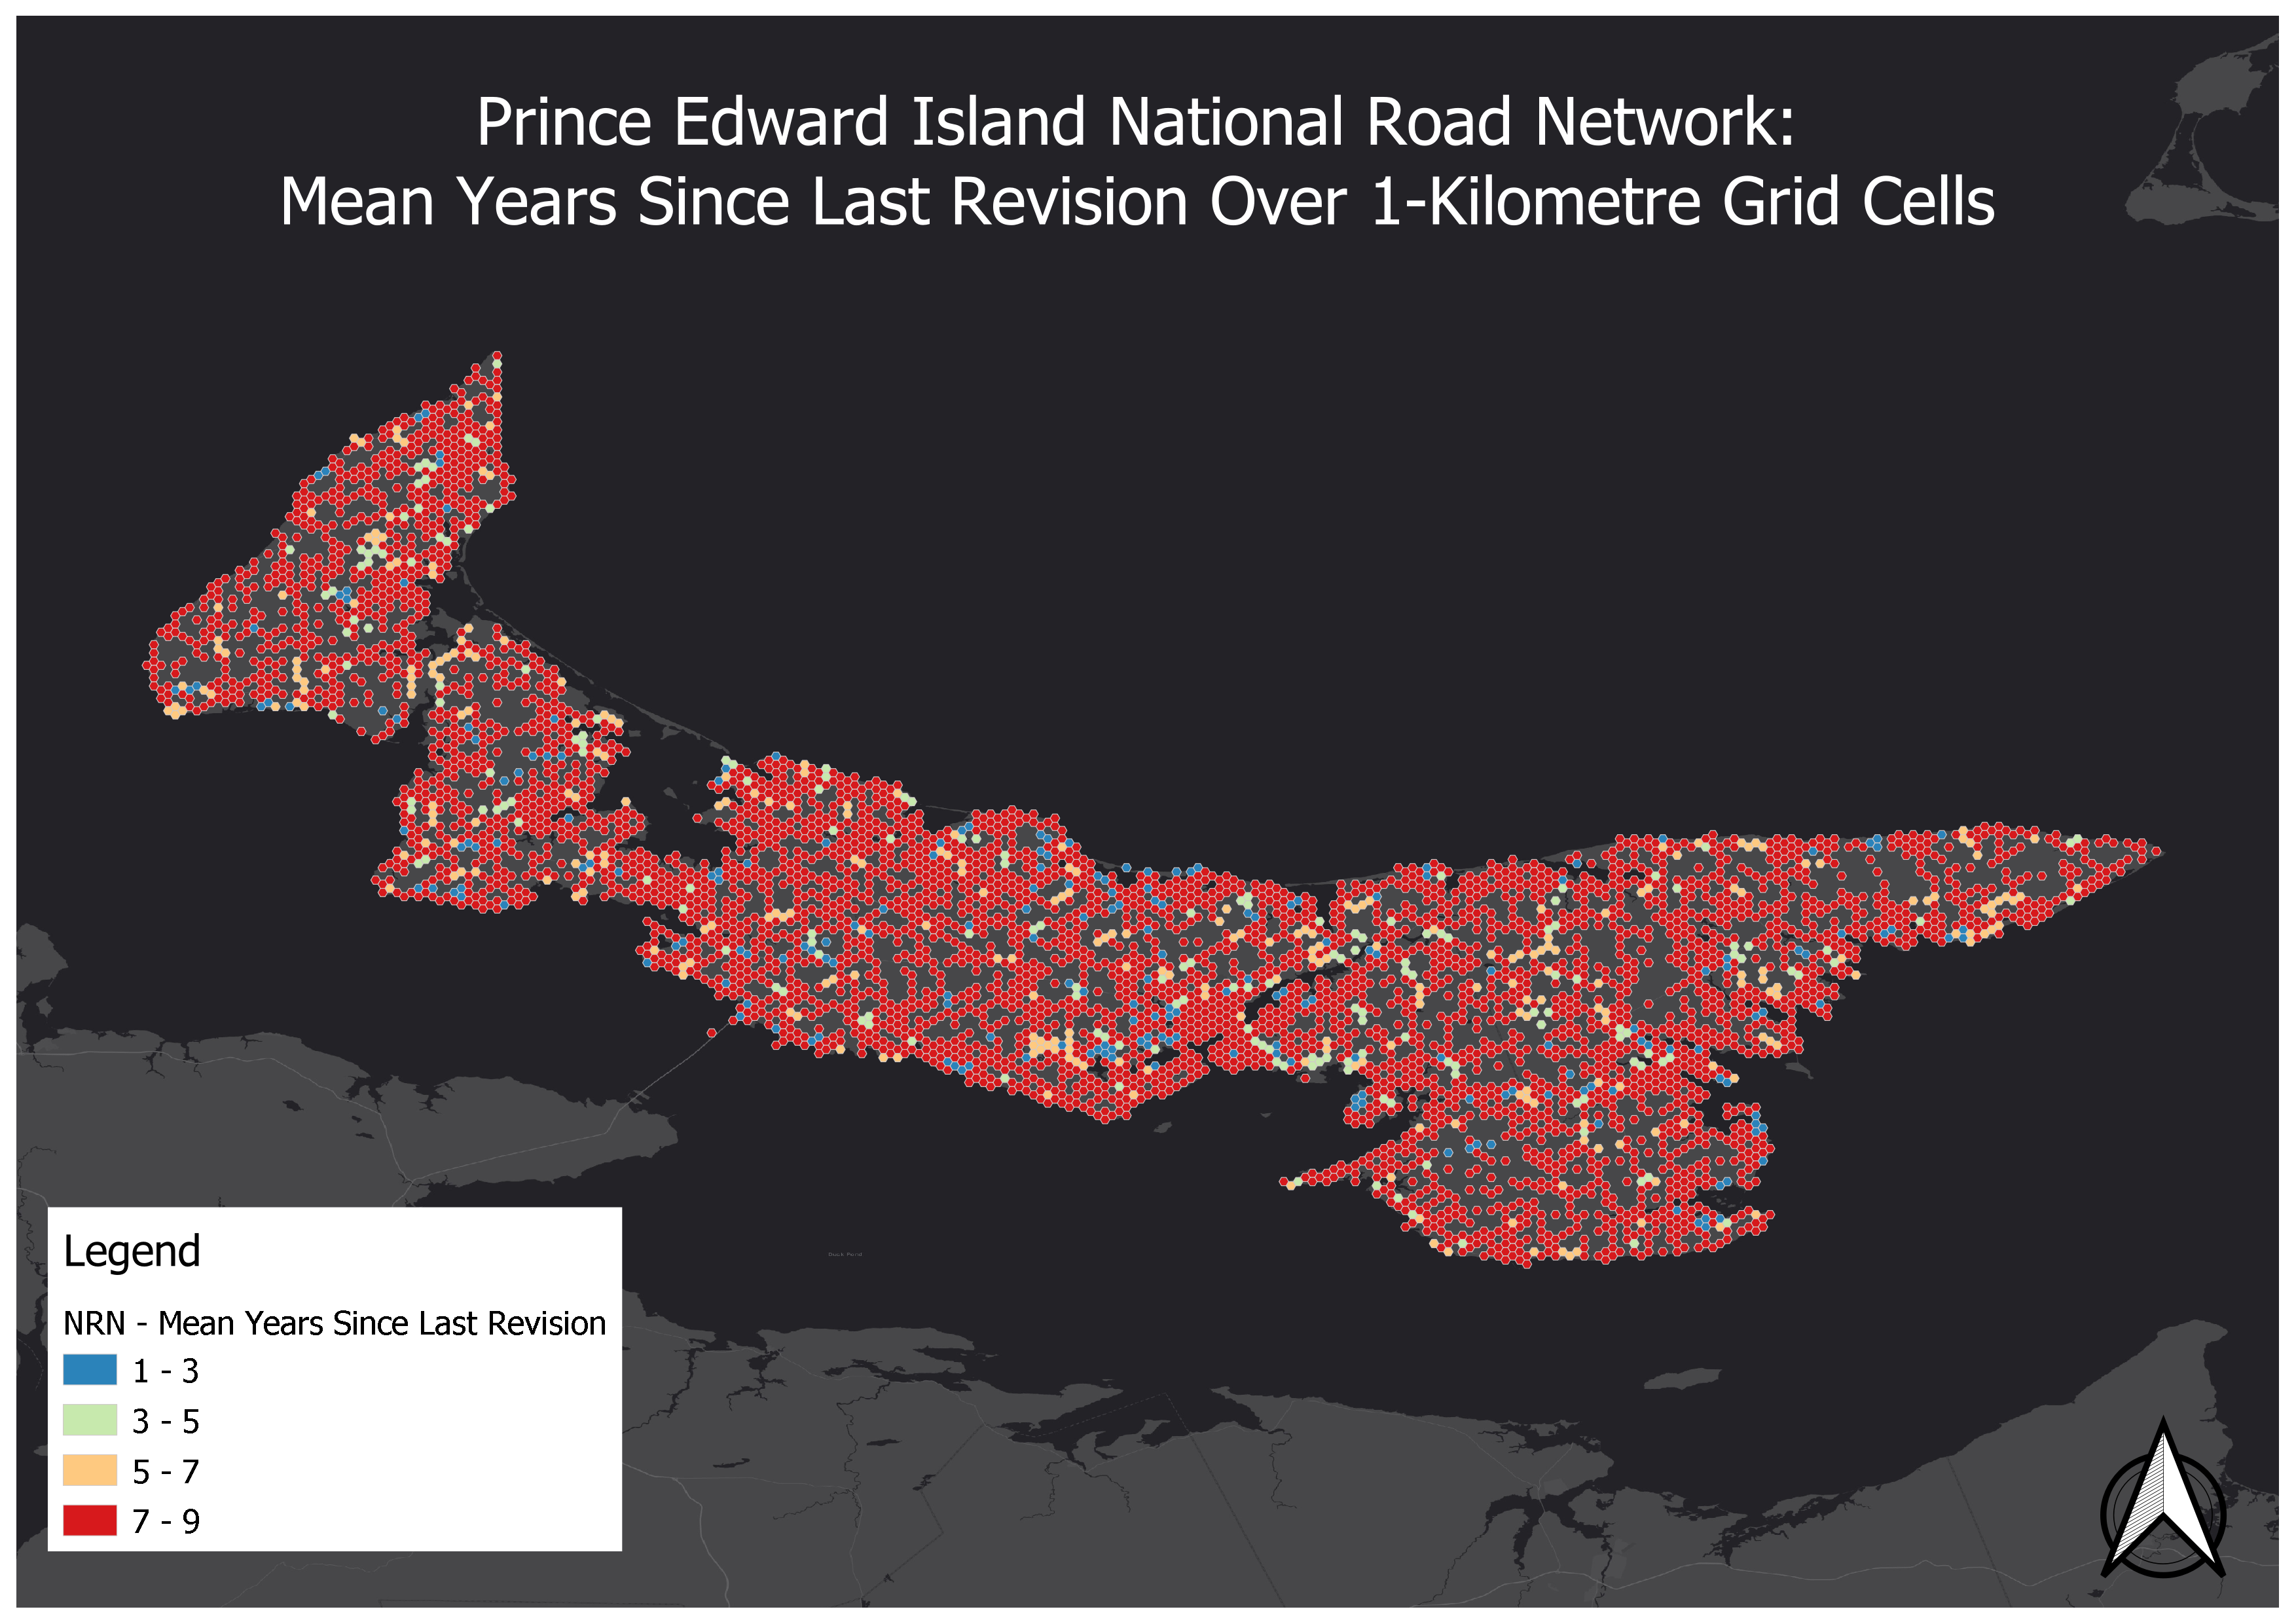 Prince Edward Island National Road Network:
Mean Years Since Last Revision Over 1-Kilometre Grid Cells
Legend
NRN - Mean Years Since Last Revision
1 - 3
3 - 5
5 - 7
7 - 9